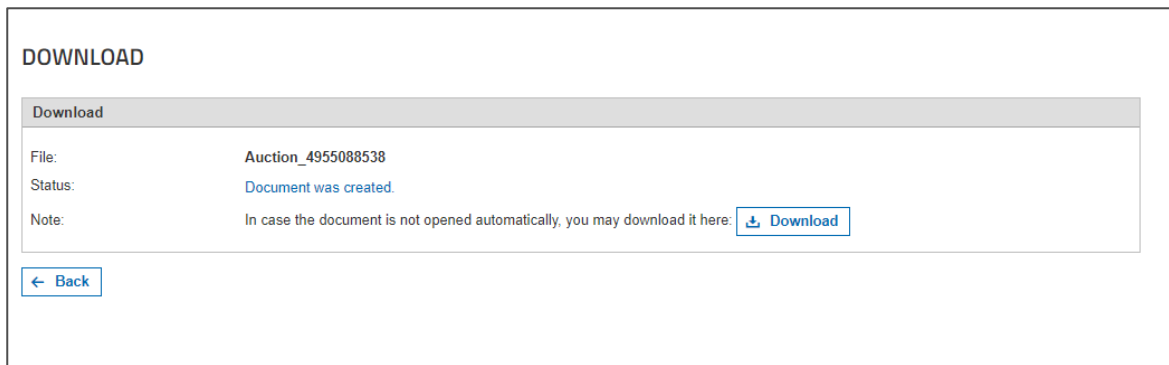 DOWNLOAD
Download
File: Auction_4955088538
Status: Document was created.
Note: In case the document is not opened automatically, you may download it here: Download
Back